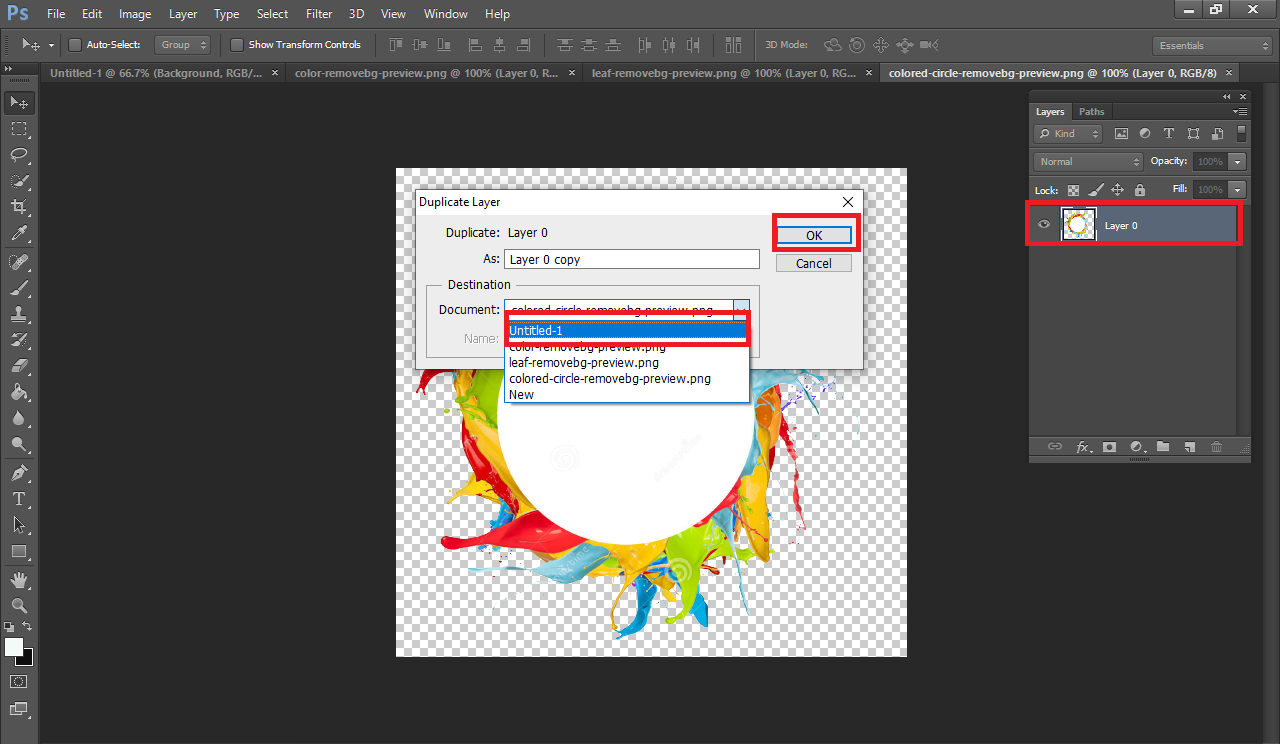 Ps File Edit Image Layer Type Select Filter 3D View Window Help
Auto-Select: Group Show Transform Controls 3D Mode: Essentials
Untitled-1 @ 66.7% (Background, RGB/... × color-removebg-preview.png @ 100% (Layer 0, R... × leaf-removebg-preview.png @ 100% (Layer 0, RG... × colored-circle-removebg-preview.png @ 100% (Layer 0, RGB/8) ×
Layers Paths
Kind
Normal Opacity: 100%
Lock: Fill: 100%
Layer 0
Duplicate Layer
Duplicate: Layer 0
OK
As: Layer 0 copy
Cancel
Destination
Document: colored-circle-removebg-preview.png
Untitled-1
Name:
color-removebg-preview.png
leaf-removebg-preview.png
colored-circle-removebg-preview.png
New